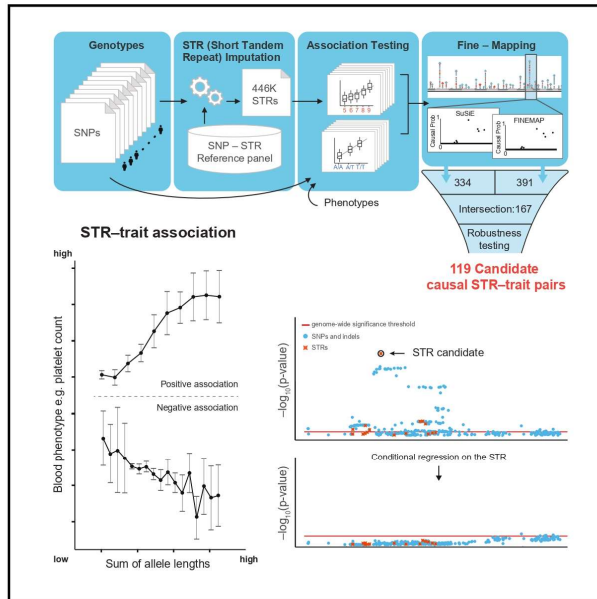 Genotypes
SNPs
STR (Short Tandem
Repeat) Imputation
446K
STRs
SNP – STR
Reference panel
Association Testing
5 6 7 8 9
A/A A/T T/T
Phenotypes
Fine – Mapping
SuSiE
Causal Prob
1
0
FINEMAP
Causal Prob
1
0
334
391
Intersection:167
Robustness
testing
119 Candidate
causal STR–trait pairs
STR–trait association
high
Blood phenotype e.g. platelet count
Positive association
Negative association
low
high
Sum of allele lengths
genome-wide significance threshold
SNPs and indels
STRs
STR candidate
–log10(p-value)
Conditional regression on the STR
–log10(p-value)